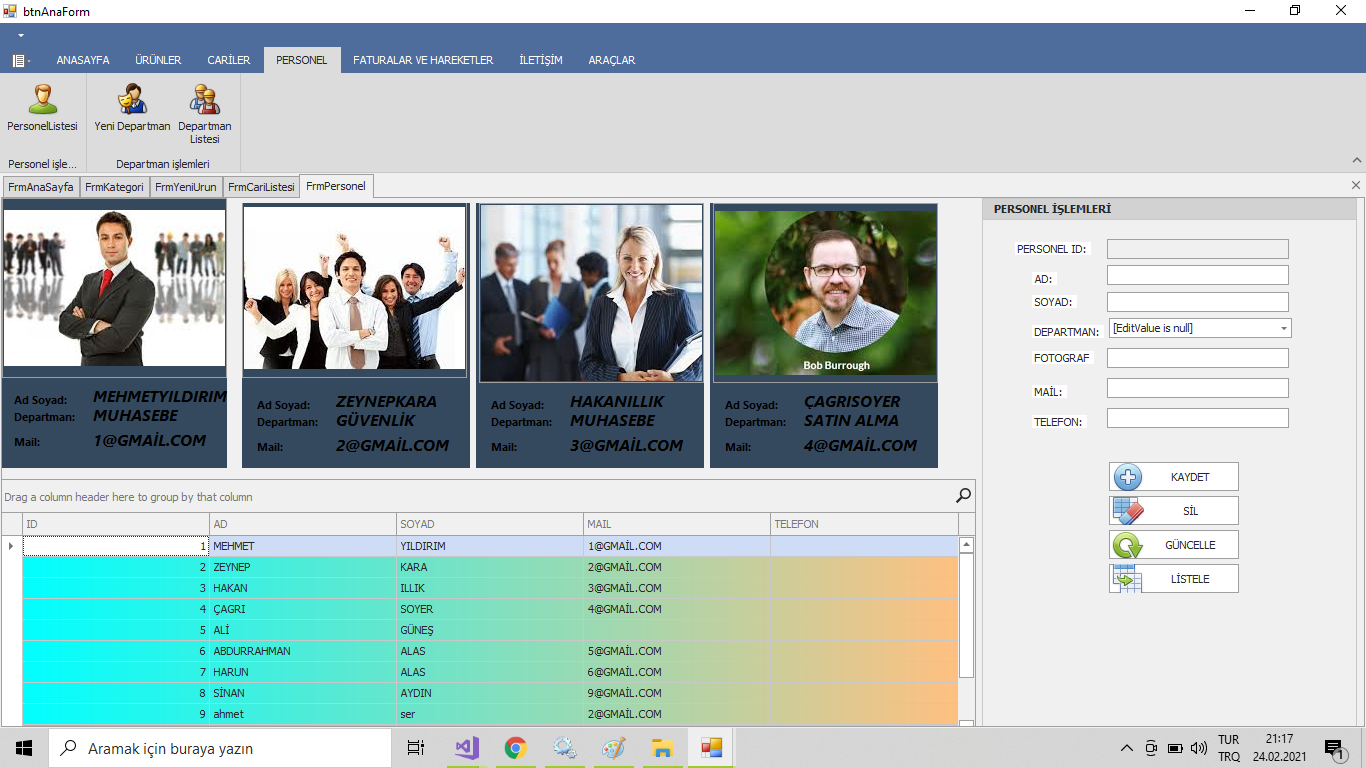 btnAnaForm
ANASAYFA ÜRÜNLER CARİLER PERSONEL FATURALAR VE HAREKETLER İLETİŞİM ARAÇLAR
PersonelListesi
Yeni Departman
Departman
Listesi
Personel işle...
Departman işlemleri
FrmAnaSayfa FrmKategori FrmYeniUrun FrmCariListesi FrmPersonel
Ad Soyad: MEHMETYILDIRIM
Departman: MUHASEBE
Mail: 1@GMAİL.COM
Ad Soyad: ZEYNEPKARA
Departman: GÜVENLİK
Mail: 2@GMAİL.COM
Ad Soyad: HAKANILLIK
Departman: MUHASEBE
Mail: 3@GMAİL.COM
Bob Burrough
Ad Soyad: ÇAGRISOYER
Departman: SATIN ALMA
Mail: 4@GMAİL.COM
Drag a column header here to group by that column
ID AD SOYAD MAIL TELEFON
1 MEHMET YILDIRIM 1@GMAİL.COM
2 ZEYNEP KARA 2@GMAİL.COM
3 HAKAN ILLIK 3@GMAİL.COM
4 ÇAGRI SOYER 4@GMAİL.COM
5 ALİ GÜNEŞ
6 ABDURRAHMAN ALAS 5@GMAİL.COM
7 HARUN ALAS 6@GMAİL.COM
8 SİNAN AYDIN 9@GMAİL.COM
9 ahmet ser 2@GMAİL.COM
PERSONEL İŞLEMLERİ
PERSONEL ID:
AD:
SOYAD:
DEPARTMAN: [EditValue is null]
FOTOGRAF
MAİL:
TELEFON:
KAYDET
SİL
GÜNCELLE
LİSTELE
Aramak için buraya yazın
TUR
TRQ
21:17
24.02.2021
1